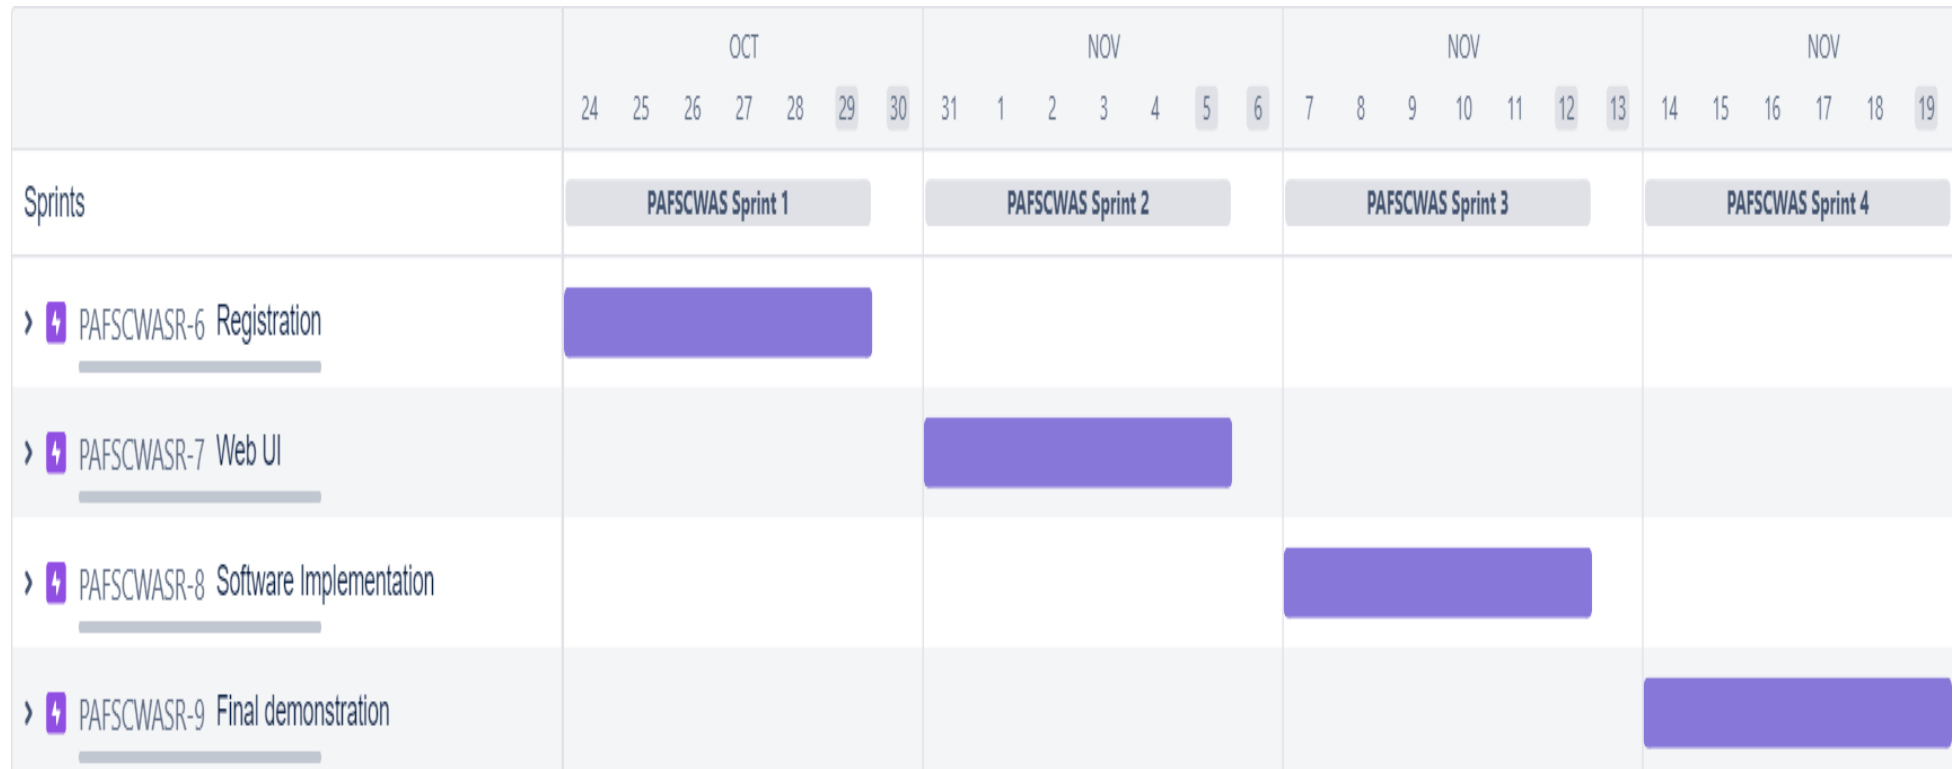 OCT NOV NOV NOV
24 25 26 27 28 29 30 31 1 2 3 4 5 6 7 8 9 10 11 12 13 14 15 16 17 18 19
Sprints PAFSCWAS Sprint 1 PAFSCWAS Sprint 2 PAFSCWAS Sprint 3 PAFSCWAS Sprint 4
PAFSCWASR-6 Registration
PAFSCWASR-7 Web UI
PAFSCWASR-8 Software Implementation
PAFSCWASR-9 Final demonstration